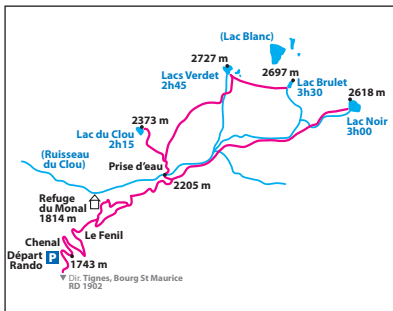 (Lac Blanc)
2727 m
Lacs Verdet
2h45
2697 m
Lac Brulet
3h30
2618 m
Lac Noir
3h00
2373 m
Lac du Clou
2h15
(Ruisseau
du Clou)
Prise d'eau
2205 m
Refuge
du Monal
1814 m
Le Fenil
Chenal
Départ
Rando
P
1743 m
▼ Dir. Tignes, Bourg St Maurice
RD 1902